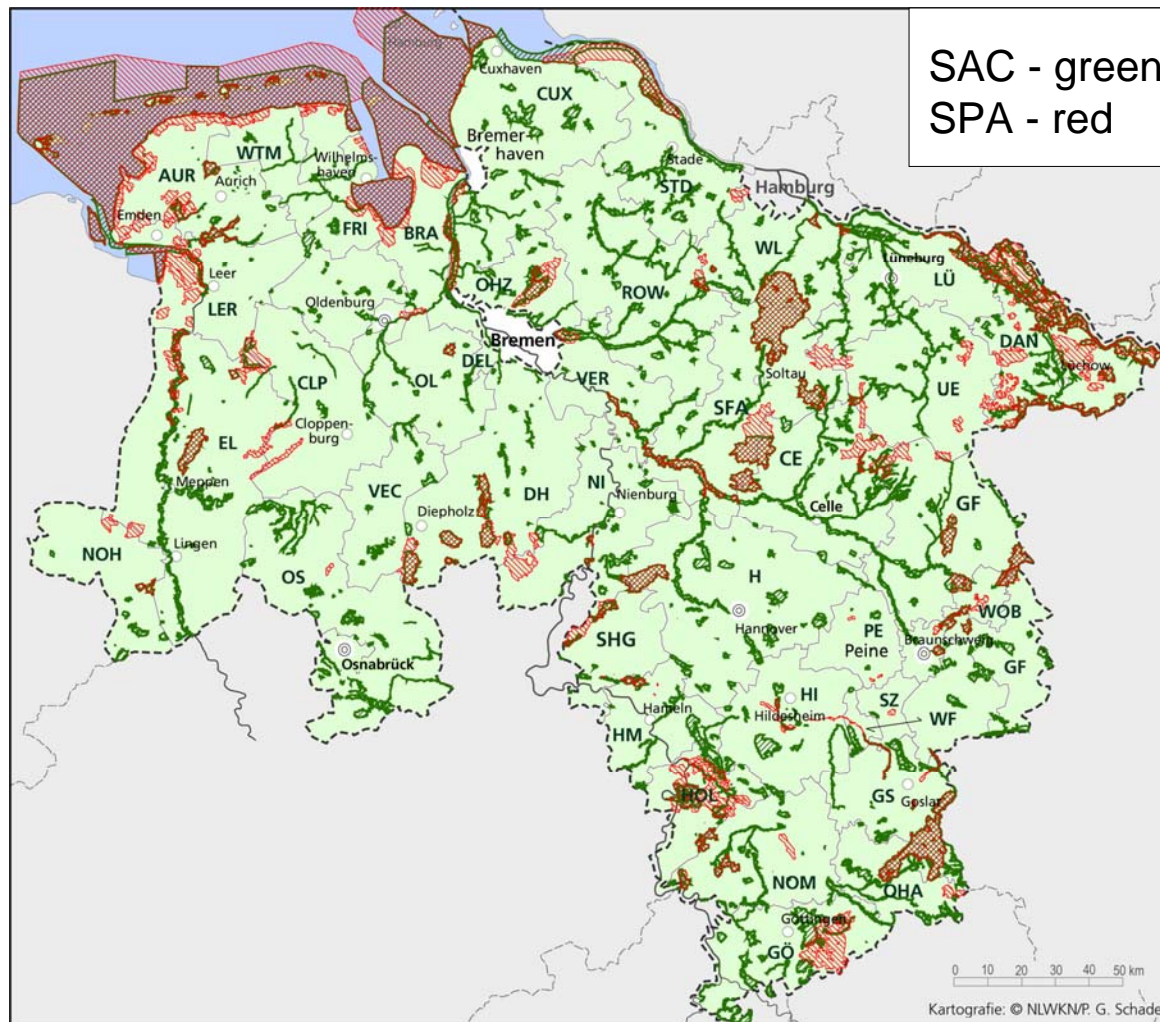 SAC - green
SPA - red
Hamburg
Cuxhaven
CUX
Bremer-
haven
WTM
Wilhelms-
haven
Stade
STD
Hamburg
AUR
Aurich
Emden
FRI
BRA
WL
Lüneburg
LÜ
Leer
OHZ
ROW
LER
Oldenburg
Bremen
DAN
Lüchow
DEL
CLP
OL
VER
Soltau
UE
SFA
Cloppen-
burg
EL
CE
Meppen
VEC
DH
NI
Nienburg
Celle
GF
Diepholz
NOH
Lingen
OS
H
WOB
Hannover
PE
Peine
Braunschweig
SHG
GF
Osnabrück
HI
SZ
Hameln
Hildesheim
WF
HM
HOL
GS
Goslar
NOM
OHA
Göttingen
GÖ
0 10 20 30 40 50 km
Kartografie: © NLWKN/P. G. Schade